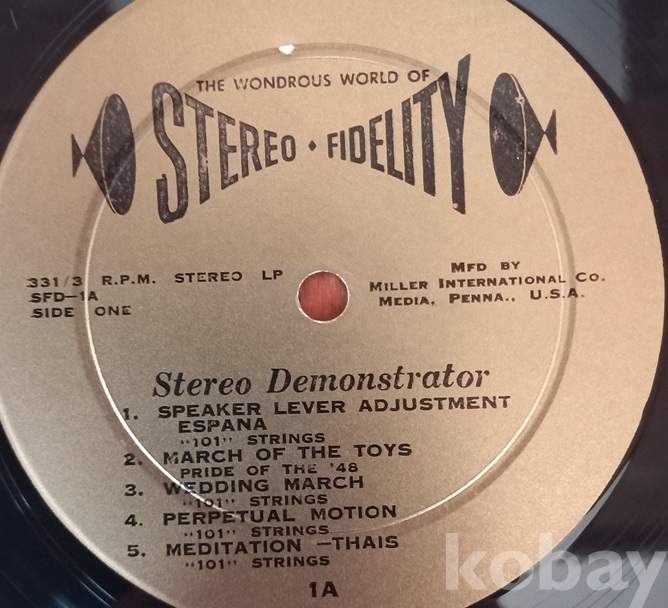 THE WONDROUS WORLD OF
STEREO • FIDELITY
33 1/3 R.P.M. STEREO LP
SFD-1A
SIDE ONE
MFD BY
MILLER INTERNATIONAL CO.
MEDIA, PENNA., U.S.A.
Stereo Demonstrator
1. SPEAKER LEVER ADJUSTMENT
ESPANA
"101" STRINGS
2. MARCH OF THE TOYS
PRIDE OF THE '48
3. WEDDING MARCH
"101" STRINGS
4. PERPETUAL MOTION
"101" STRINGS
5. MEDITATION -THAIS
"101" STRINGS
1A
kobay